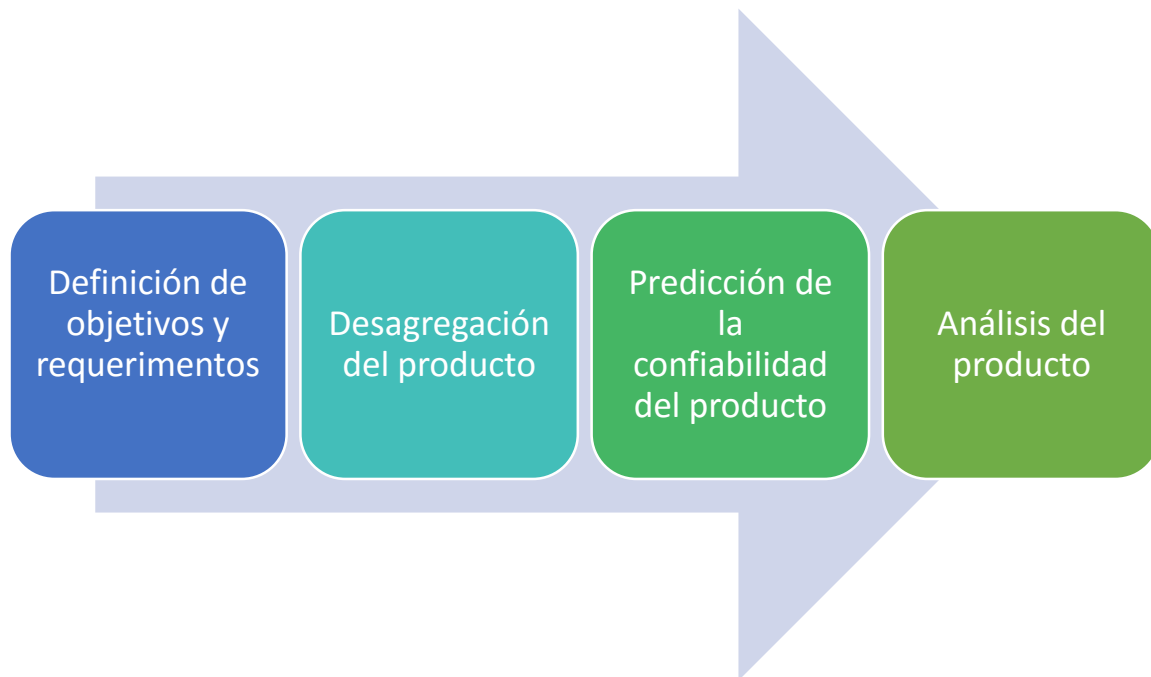 Definición de
objetivos y
requerimentos
Desagregación
del producto
Predicción de
la
confiabilidad
del producto
Análisis del
producto